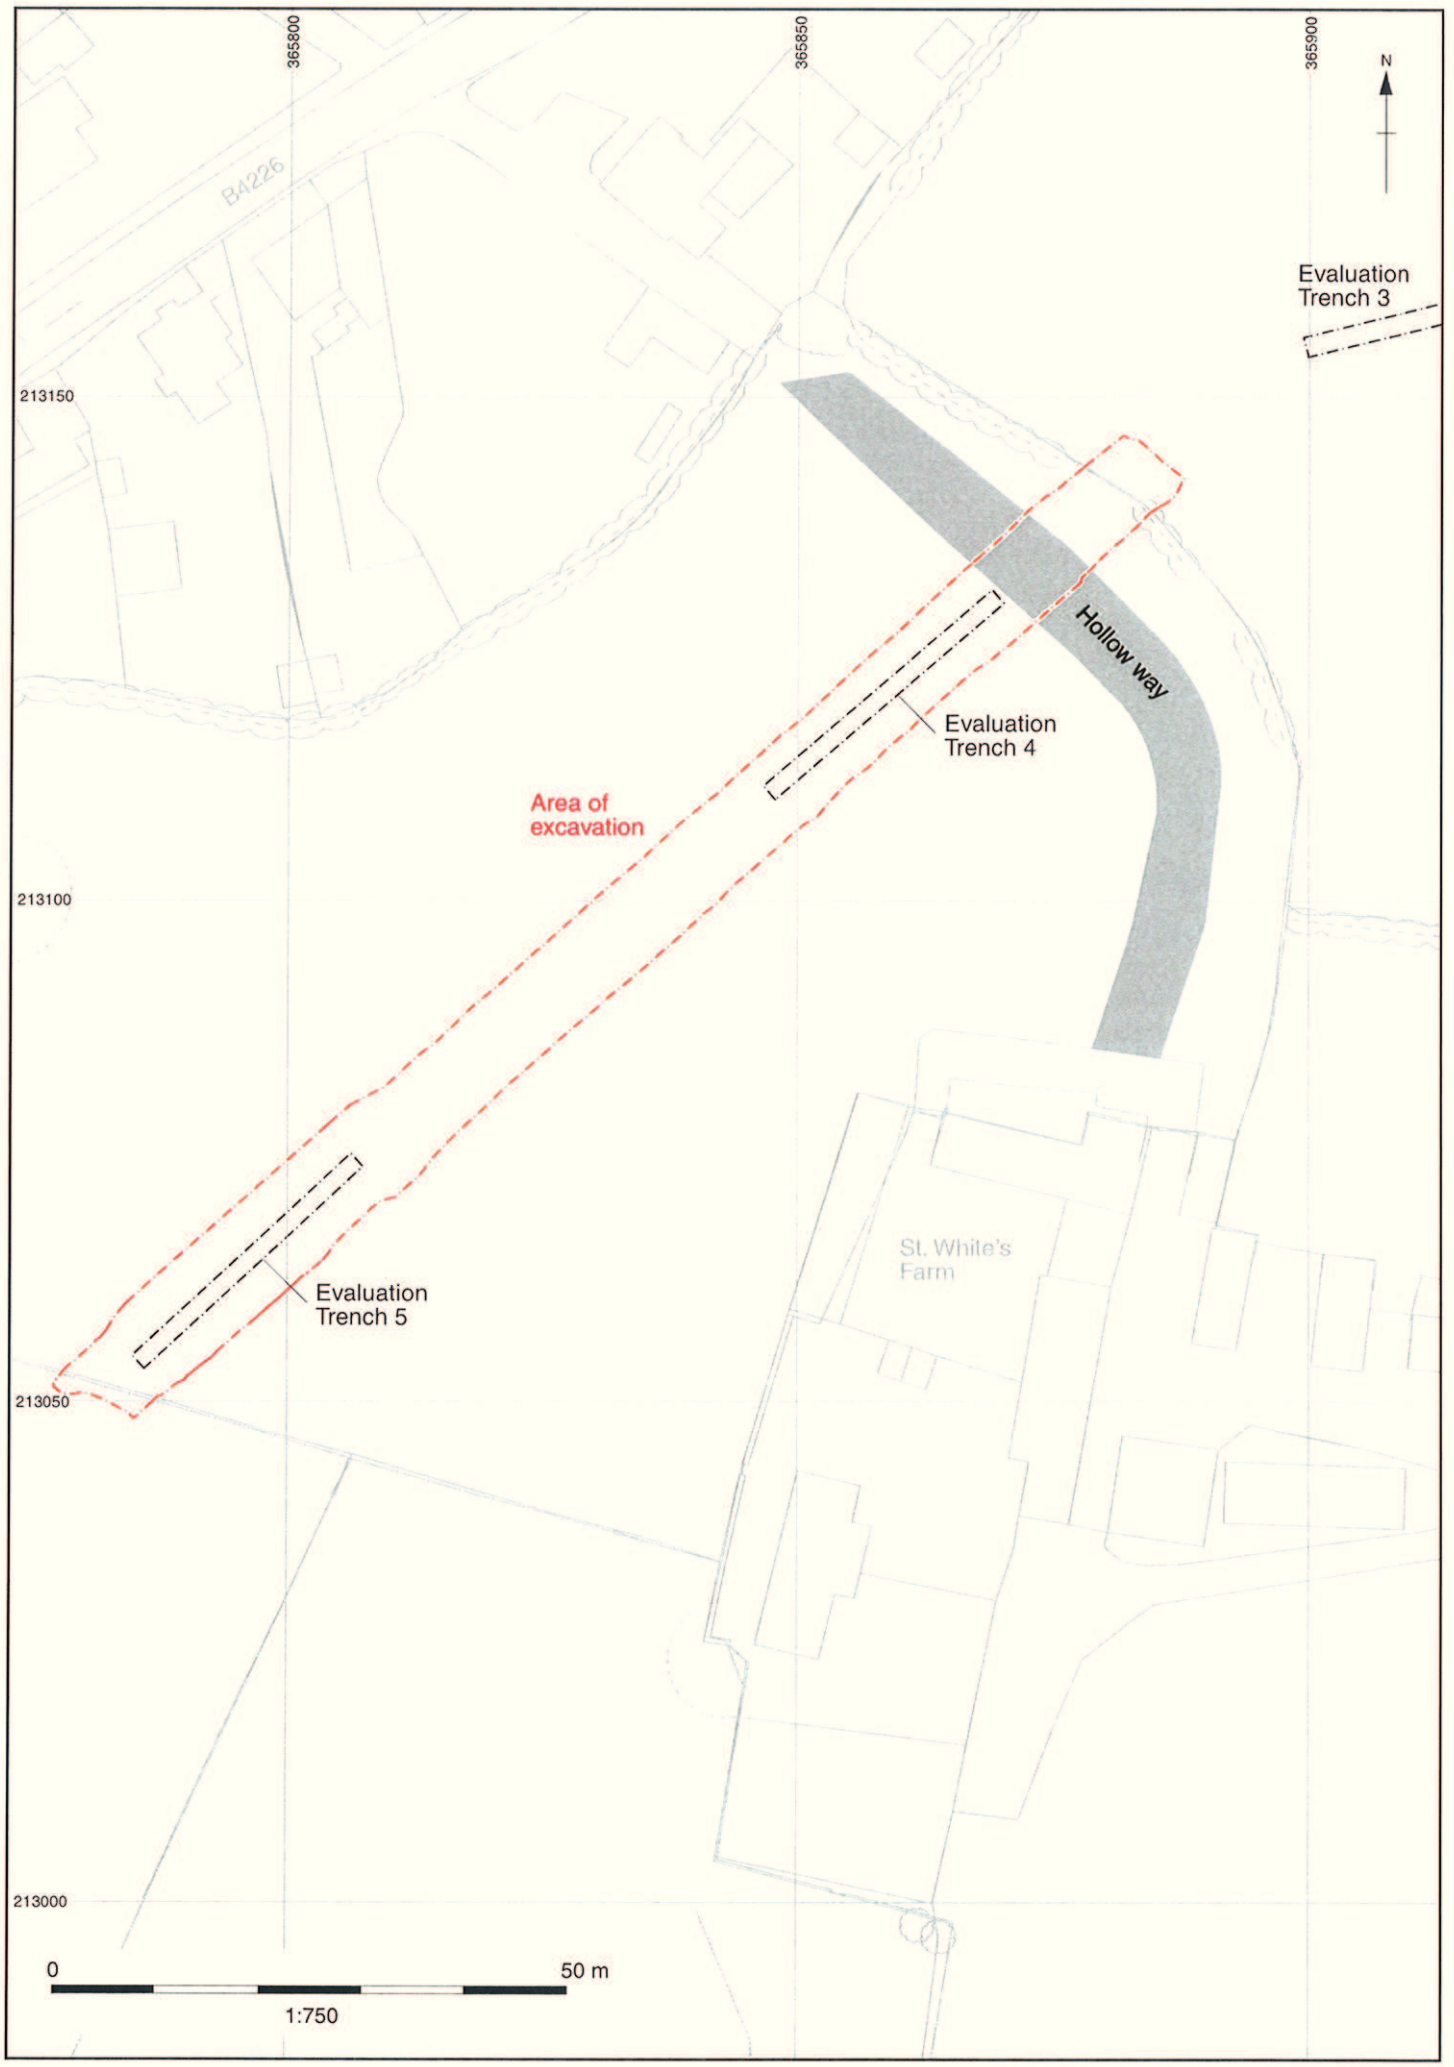 365800
365850
365900
N
B4226
Evaluation
Trench 3
213150
Hollow way
Evaluation
Trench 4
Area of
excavation
213100
St. White's
Farm
Evaluation
Trench 5
213050
213000
0
50 m
1:750